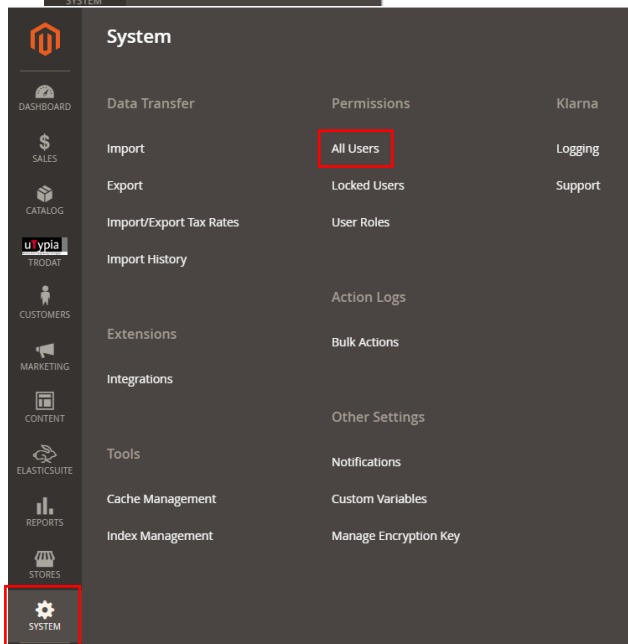 SYSTEM
System
DASHBOARD
SALES
CATALOG
uTypia
TRODAT
CUSTOMERS
MARKETING
CONTENT
ELASTICSUITE
REPORTS
STORES
SYSTEM
Data Transfer
Import
Export
Import/Export Tax Rates
Import History
Extensions
Integrations
Tools
Cache Management
Index Management
Permissions
All Users
Locked Users
User Roles
Action Logs
Bulk Actions
Other Settings
Notifications
Custom Variables
Manage Encryption Key
Klarna
Logging
Support